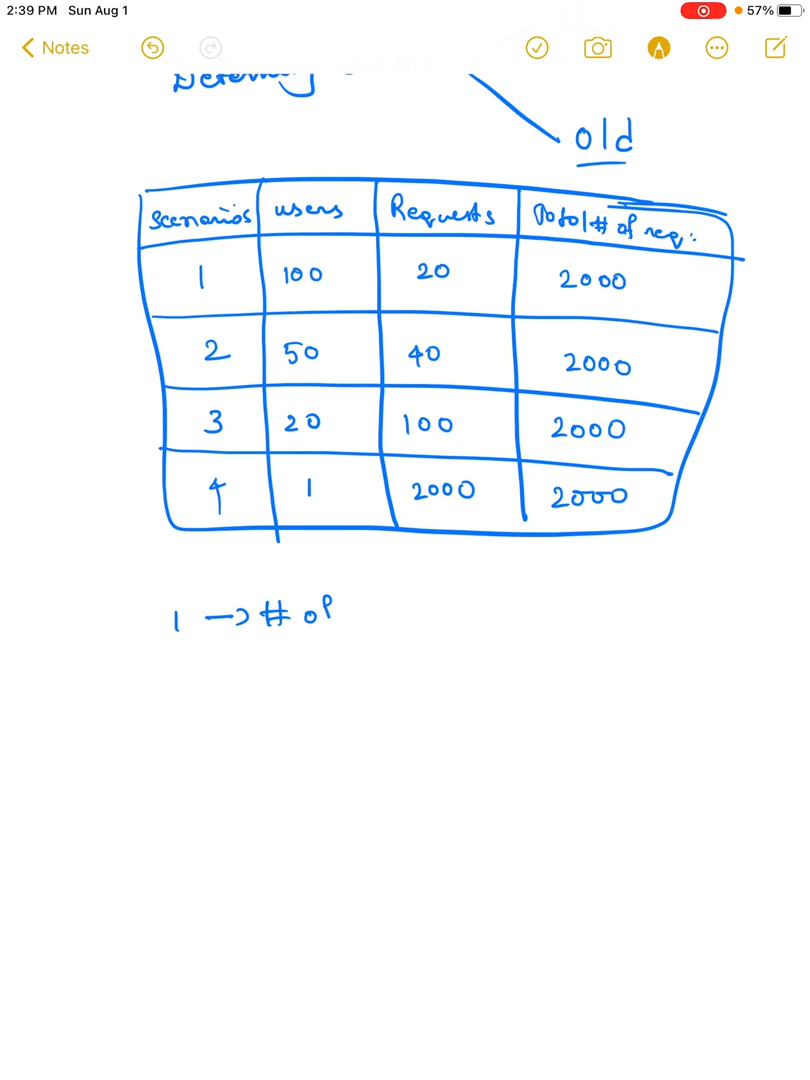 2:39 PM Sun Aug 1
57%
Notes
old
Scenarios users Requests Total # of req.
1 100 20 2000
2 50 40 2000
3 20 100 2000
4 1 2000 2000
1 → # of